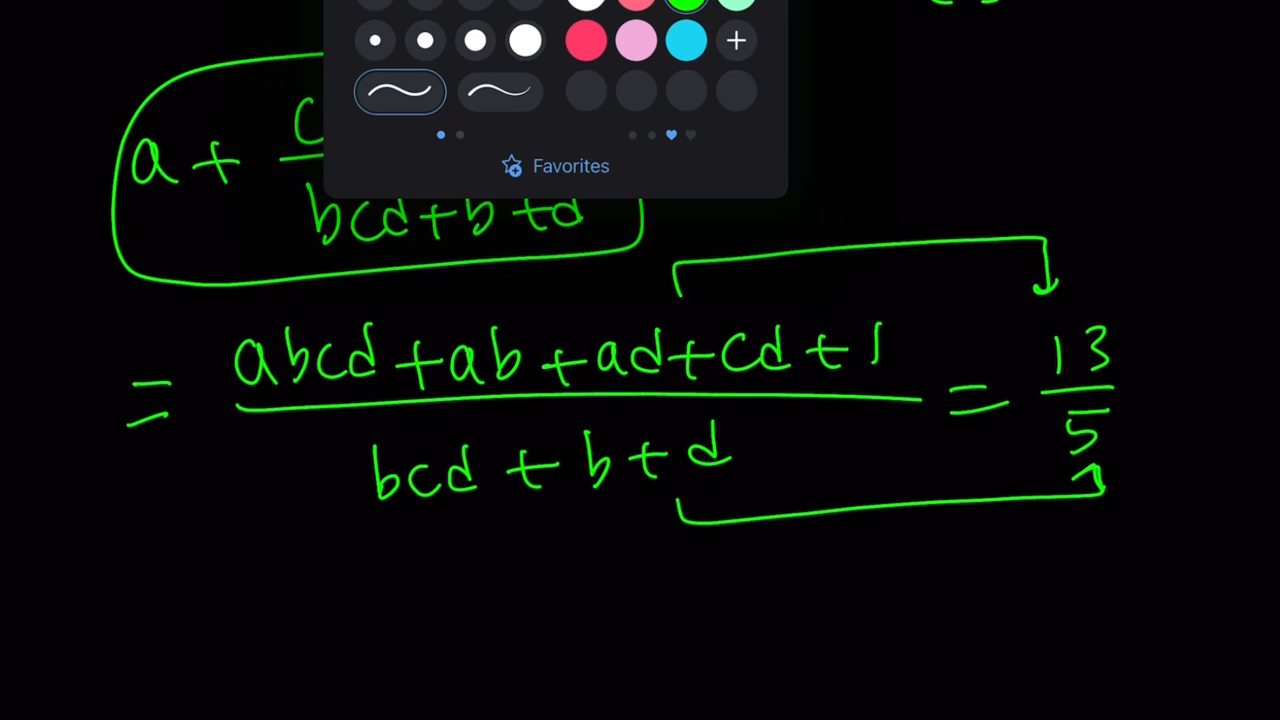 Favorites
a + c
bcd+b+d
= abcd+ab+ad+cd+1 = 13
bcd+b+d 5